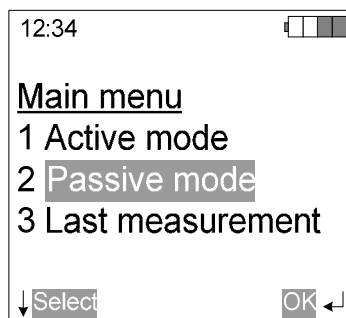 12:34
Main menu
1 Active mode
2 Passive mode
3 Last measurement
Select OK